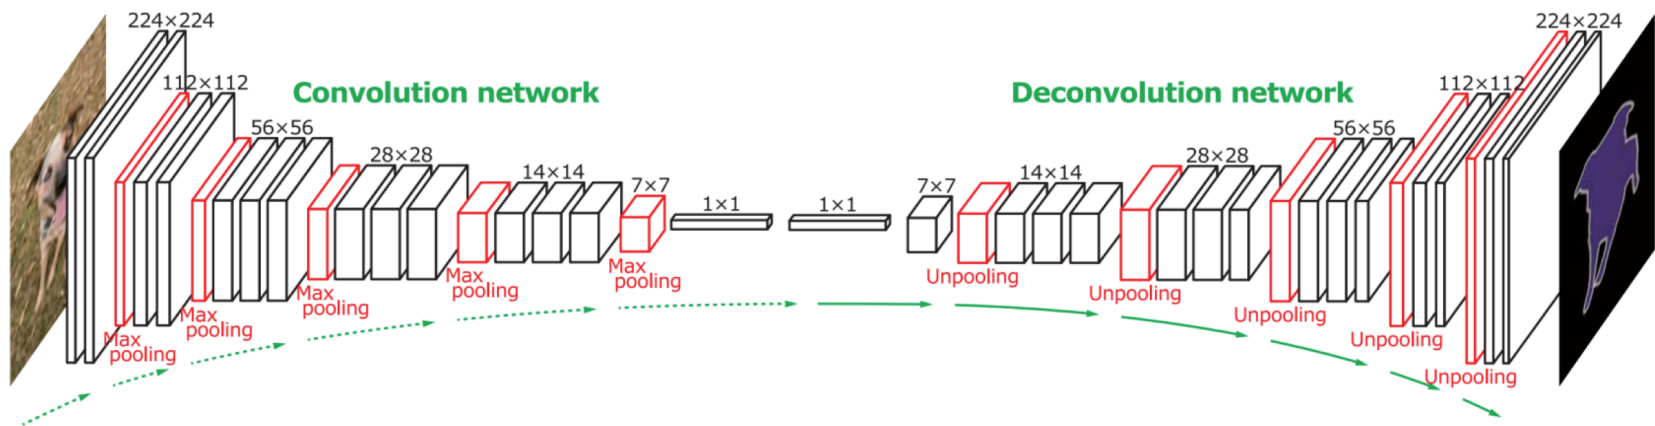 224×224
112×112
Convolution network
56×56
28×28
14×14
7×7
1×1
1×1
7×7
14×14
28×28
Deconvolution network
56×56
112×112
224×224
Max
pooling
Max
pooling
Max
pooling
Max
pooling
Max
pooling
Unpooling
Unpooling
Unpooling
Unpooling
Unpooling